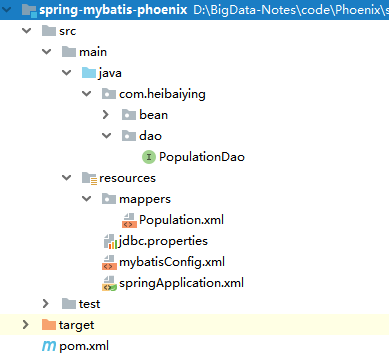 spring-mybatis-phoenix D:\BigData-Notes\code\Phoenix\s
src
main
java
com.heibaiying
bean
dao
PopulationDao
resources
mappers
Population.xml
jdbc.properties
mybatisConfig.xml
springApplication.xml
test
target
pom.xml